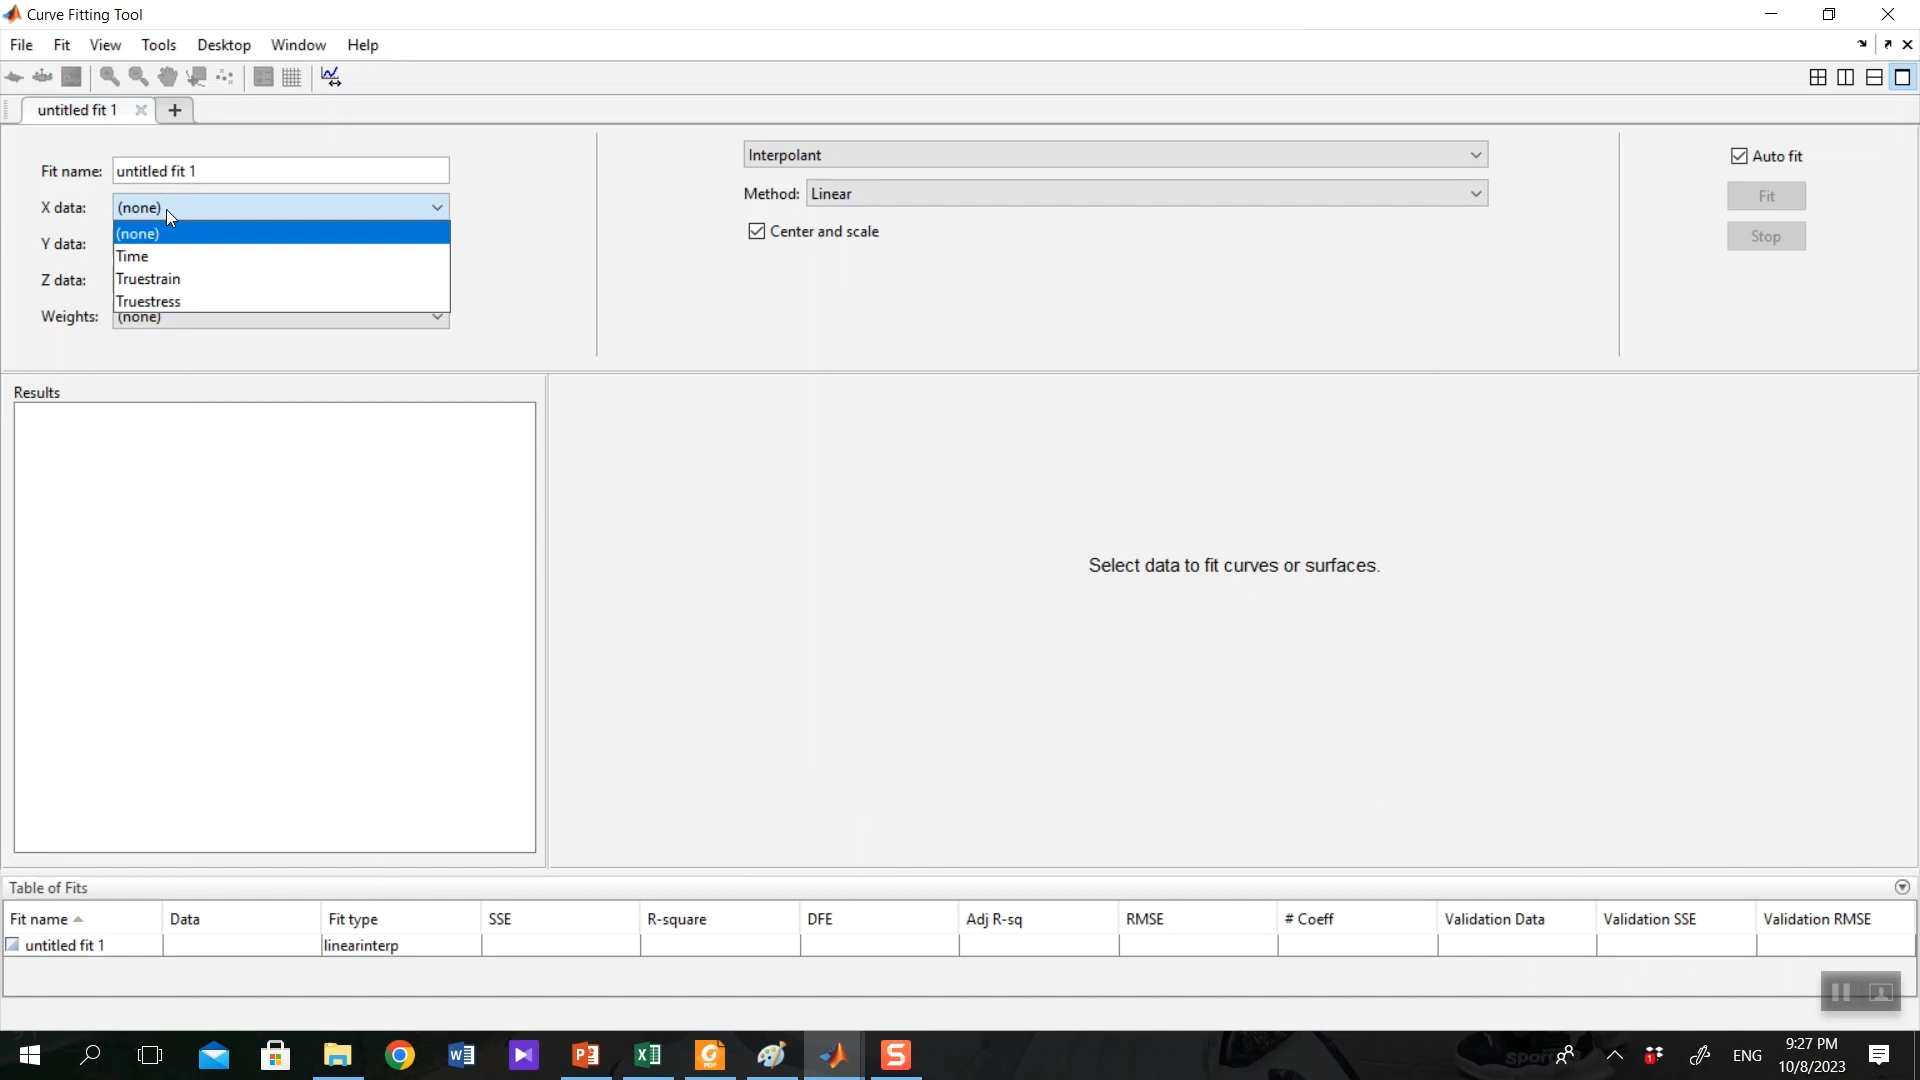 Curve Fitting Tool
File Fit View Tools Desktop Window Help
untitled fit 1
Fit name: untitled fit 1
X data: (none)
(none)
Time
Truestrain
Truestress
Y data:
Z data:
Weights: (none)
Interpolant
Method: Linear
Center and scale
Auto fit
Fit
Stop
Results
Select data to fit curves or surfaces.
Table of Fits
Fit name Data Fit type SSE R-square DFE Adj R-sq RMSE # Coeff Validation Data Validation SSE Validation RMSE
untitled fit 1 linearinterp
sport
ENG
9:27 PM
10/8/2023